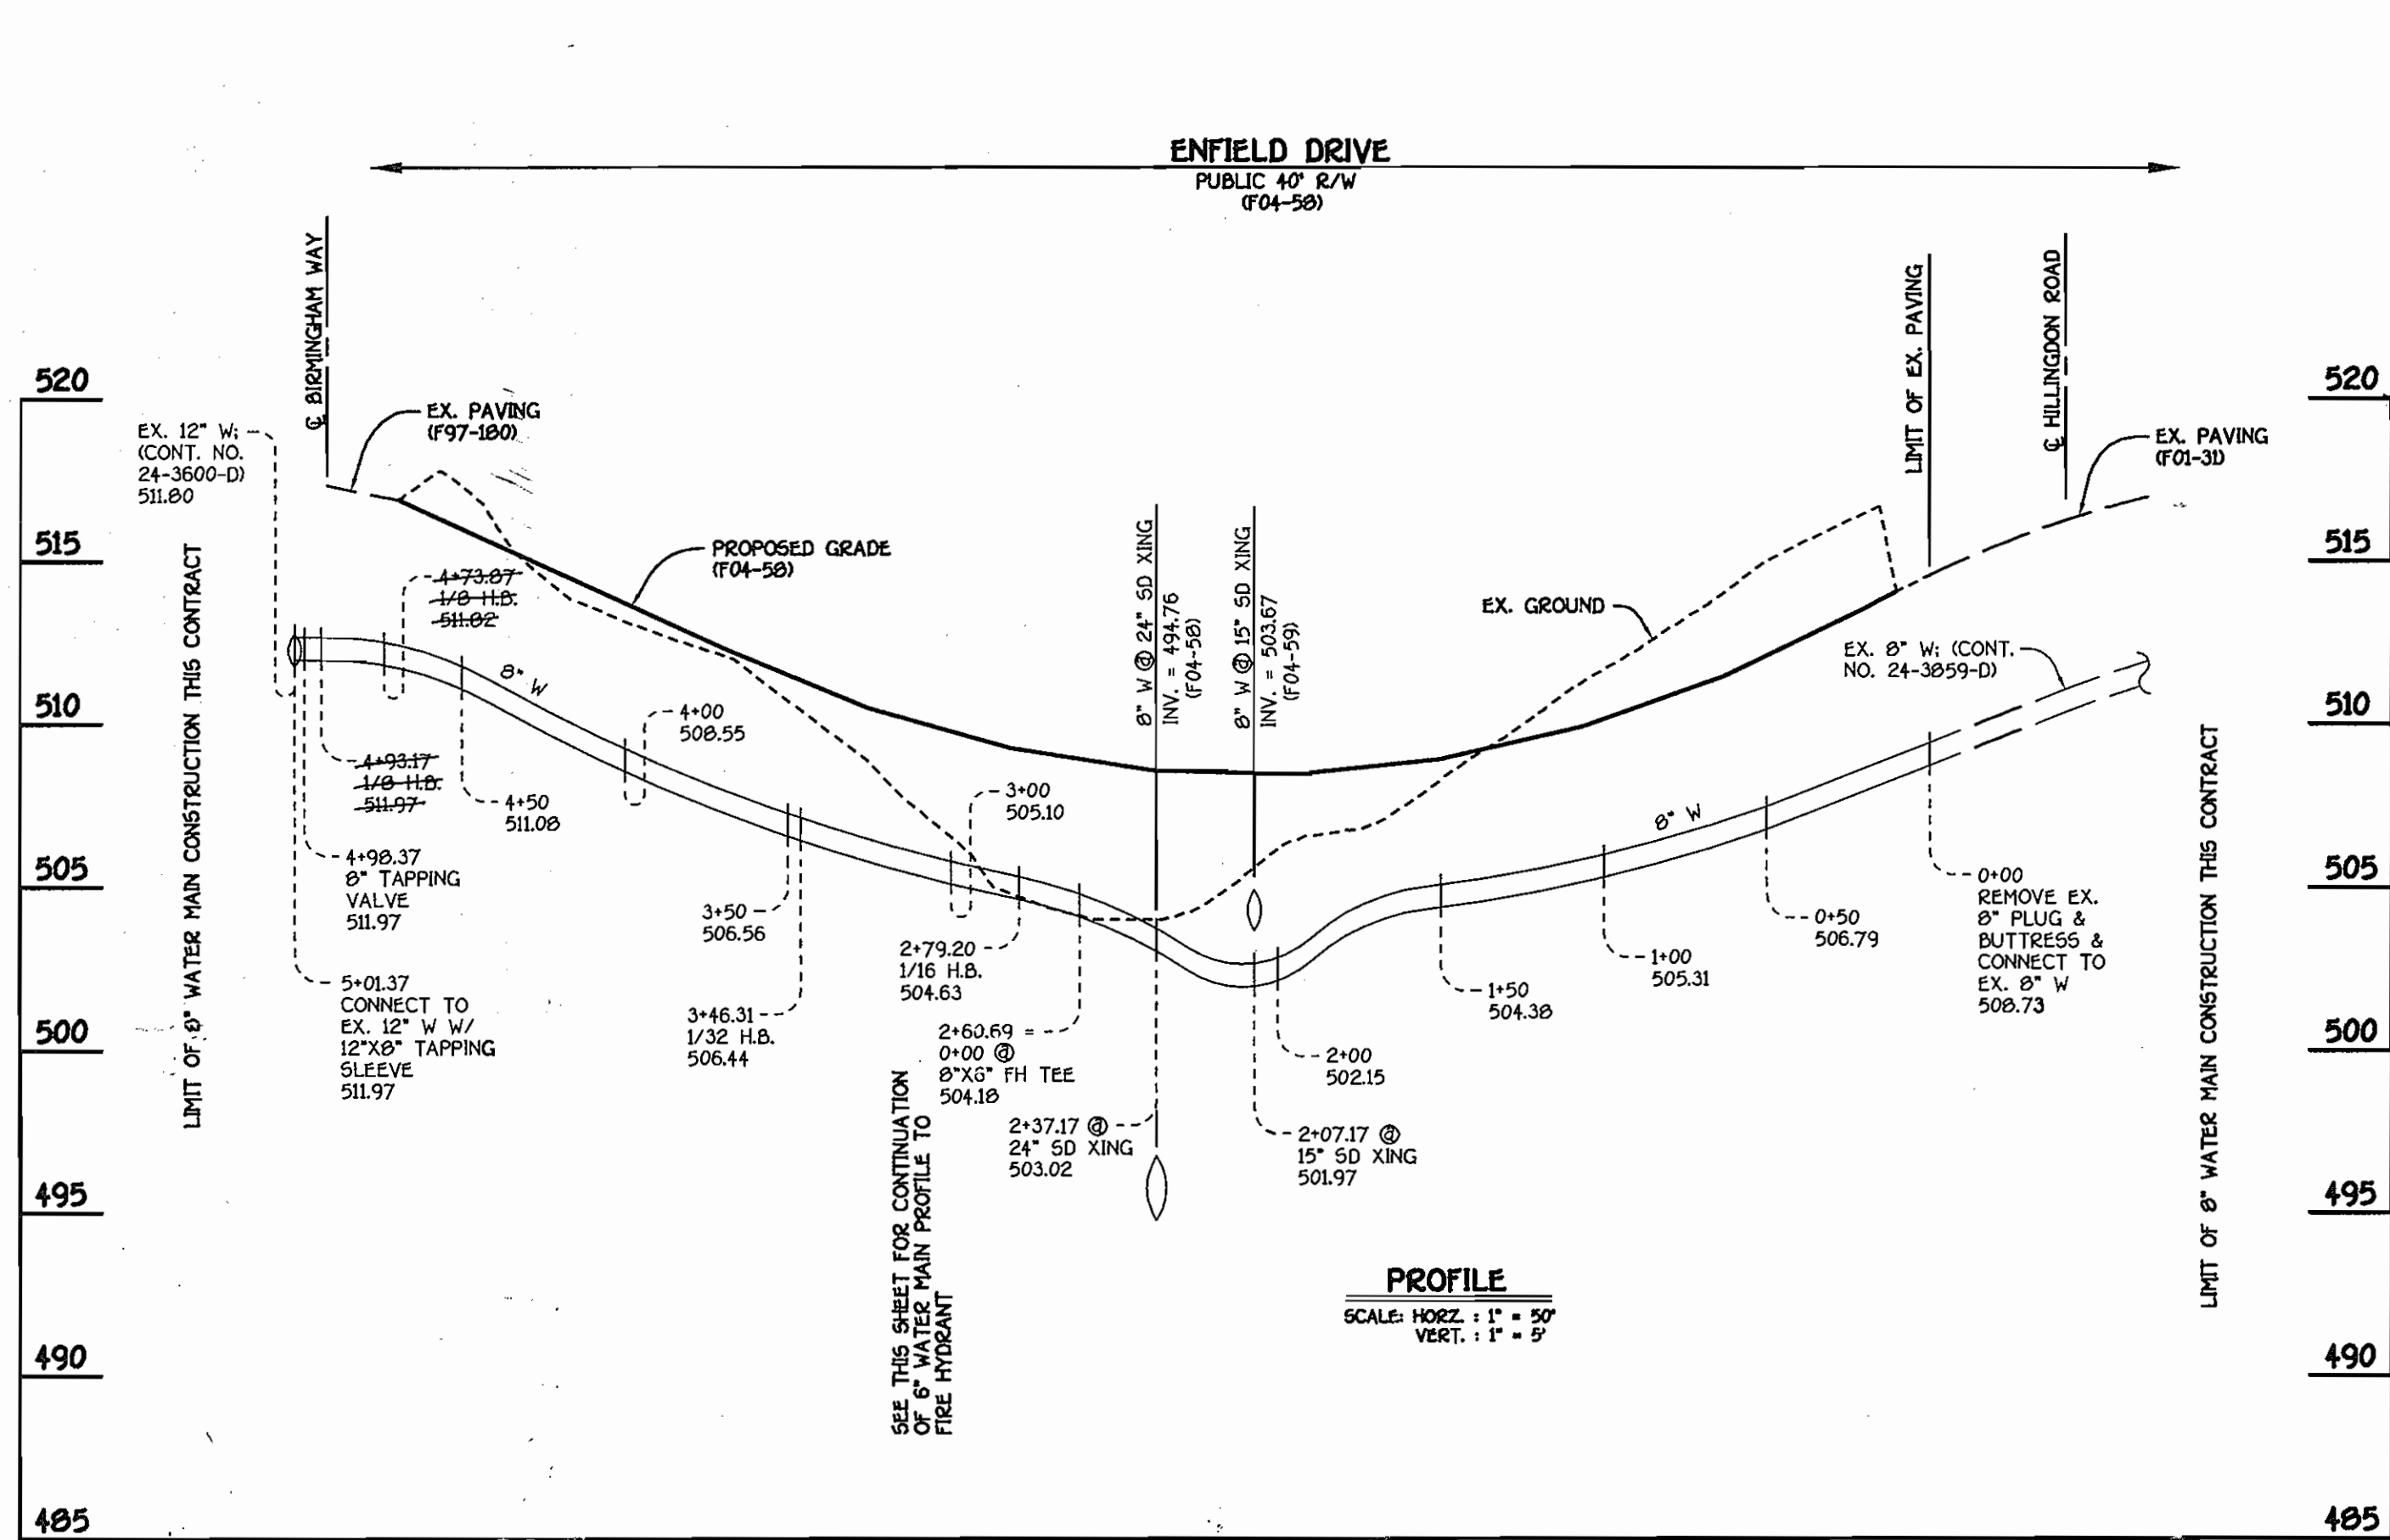 ENFIELD DRIVE
PUBLIC 40' R/W
(F04-58)
℄ BIRMINGHAM WAY
LIMIT OF EX. PAVING
℄ HILLINGDON ROAD
520
520
EX. PAVING
(F97-180)
EX. 12" W;
(CONT. NO.
24-3600-D)
511.80
EX. PAVING
(F01-31)
515
515
PROPOSED GRADE
(F04-58)
4+73.87
1/8 H.B.
511.82
8" W @ 24" SD XING
INV. = 494.76
(F04-58)
8" W @ 15" SD XING
INV. = 503.67
(F04-59)
EX. GROUND
EX. 8" W; (CONT.
NO. 24-3859-D)
LIMIT OF 8" WATER MAIN CONSTRUCTION THIS CONTRACT
8" W
510
510
4+00
508.55
4+93.17
1/8 H.B.
511.97
4+50
511.08
3+00
505.10
8" W
LIMIT OF 8" WATER MAIN CONSTRUCTION THIS CONTRACT
505
505
4+98.37
8" TAPPING
VALVE
511.97
3+50
506.56
2+79.20
1/16 H.B.
504.63
0+00
REMOVE EX.
8" PLUG &
BUTTRESS &
CONNECT TO
EX. 8" W
508.73
0+50
506.79
1+00
505.31
1+50
504.38
5+01.37
CONNECT TO
EX. 12" W W/
12"X8" TAPPING
SLEEVE
511.97
3+46.31
1/32 H.B.
506.44
500
500
2+60.69 =
0+00 @
8"X6" FH TEE
504.18
2+00
502.15
2+37.17 @
24" SD XING
503.02
2+07.17 @
15" SD XING
501.97
SEE THIS SHEET FOR CONTINUATION
OF 6" WATER MAIN PROFILE TO
FIRE HYDRANT
495
495
PROFILE
SCALE: HORZ. : 1" = 50'
VERT. : 1" = 5'
490
490
485
485